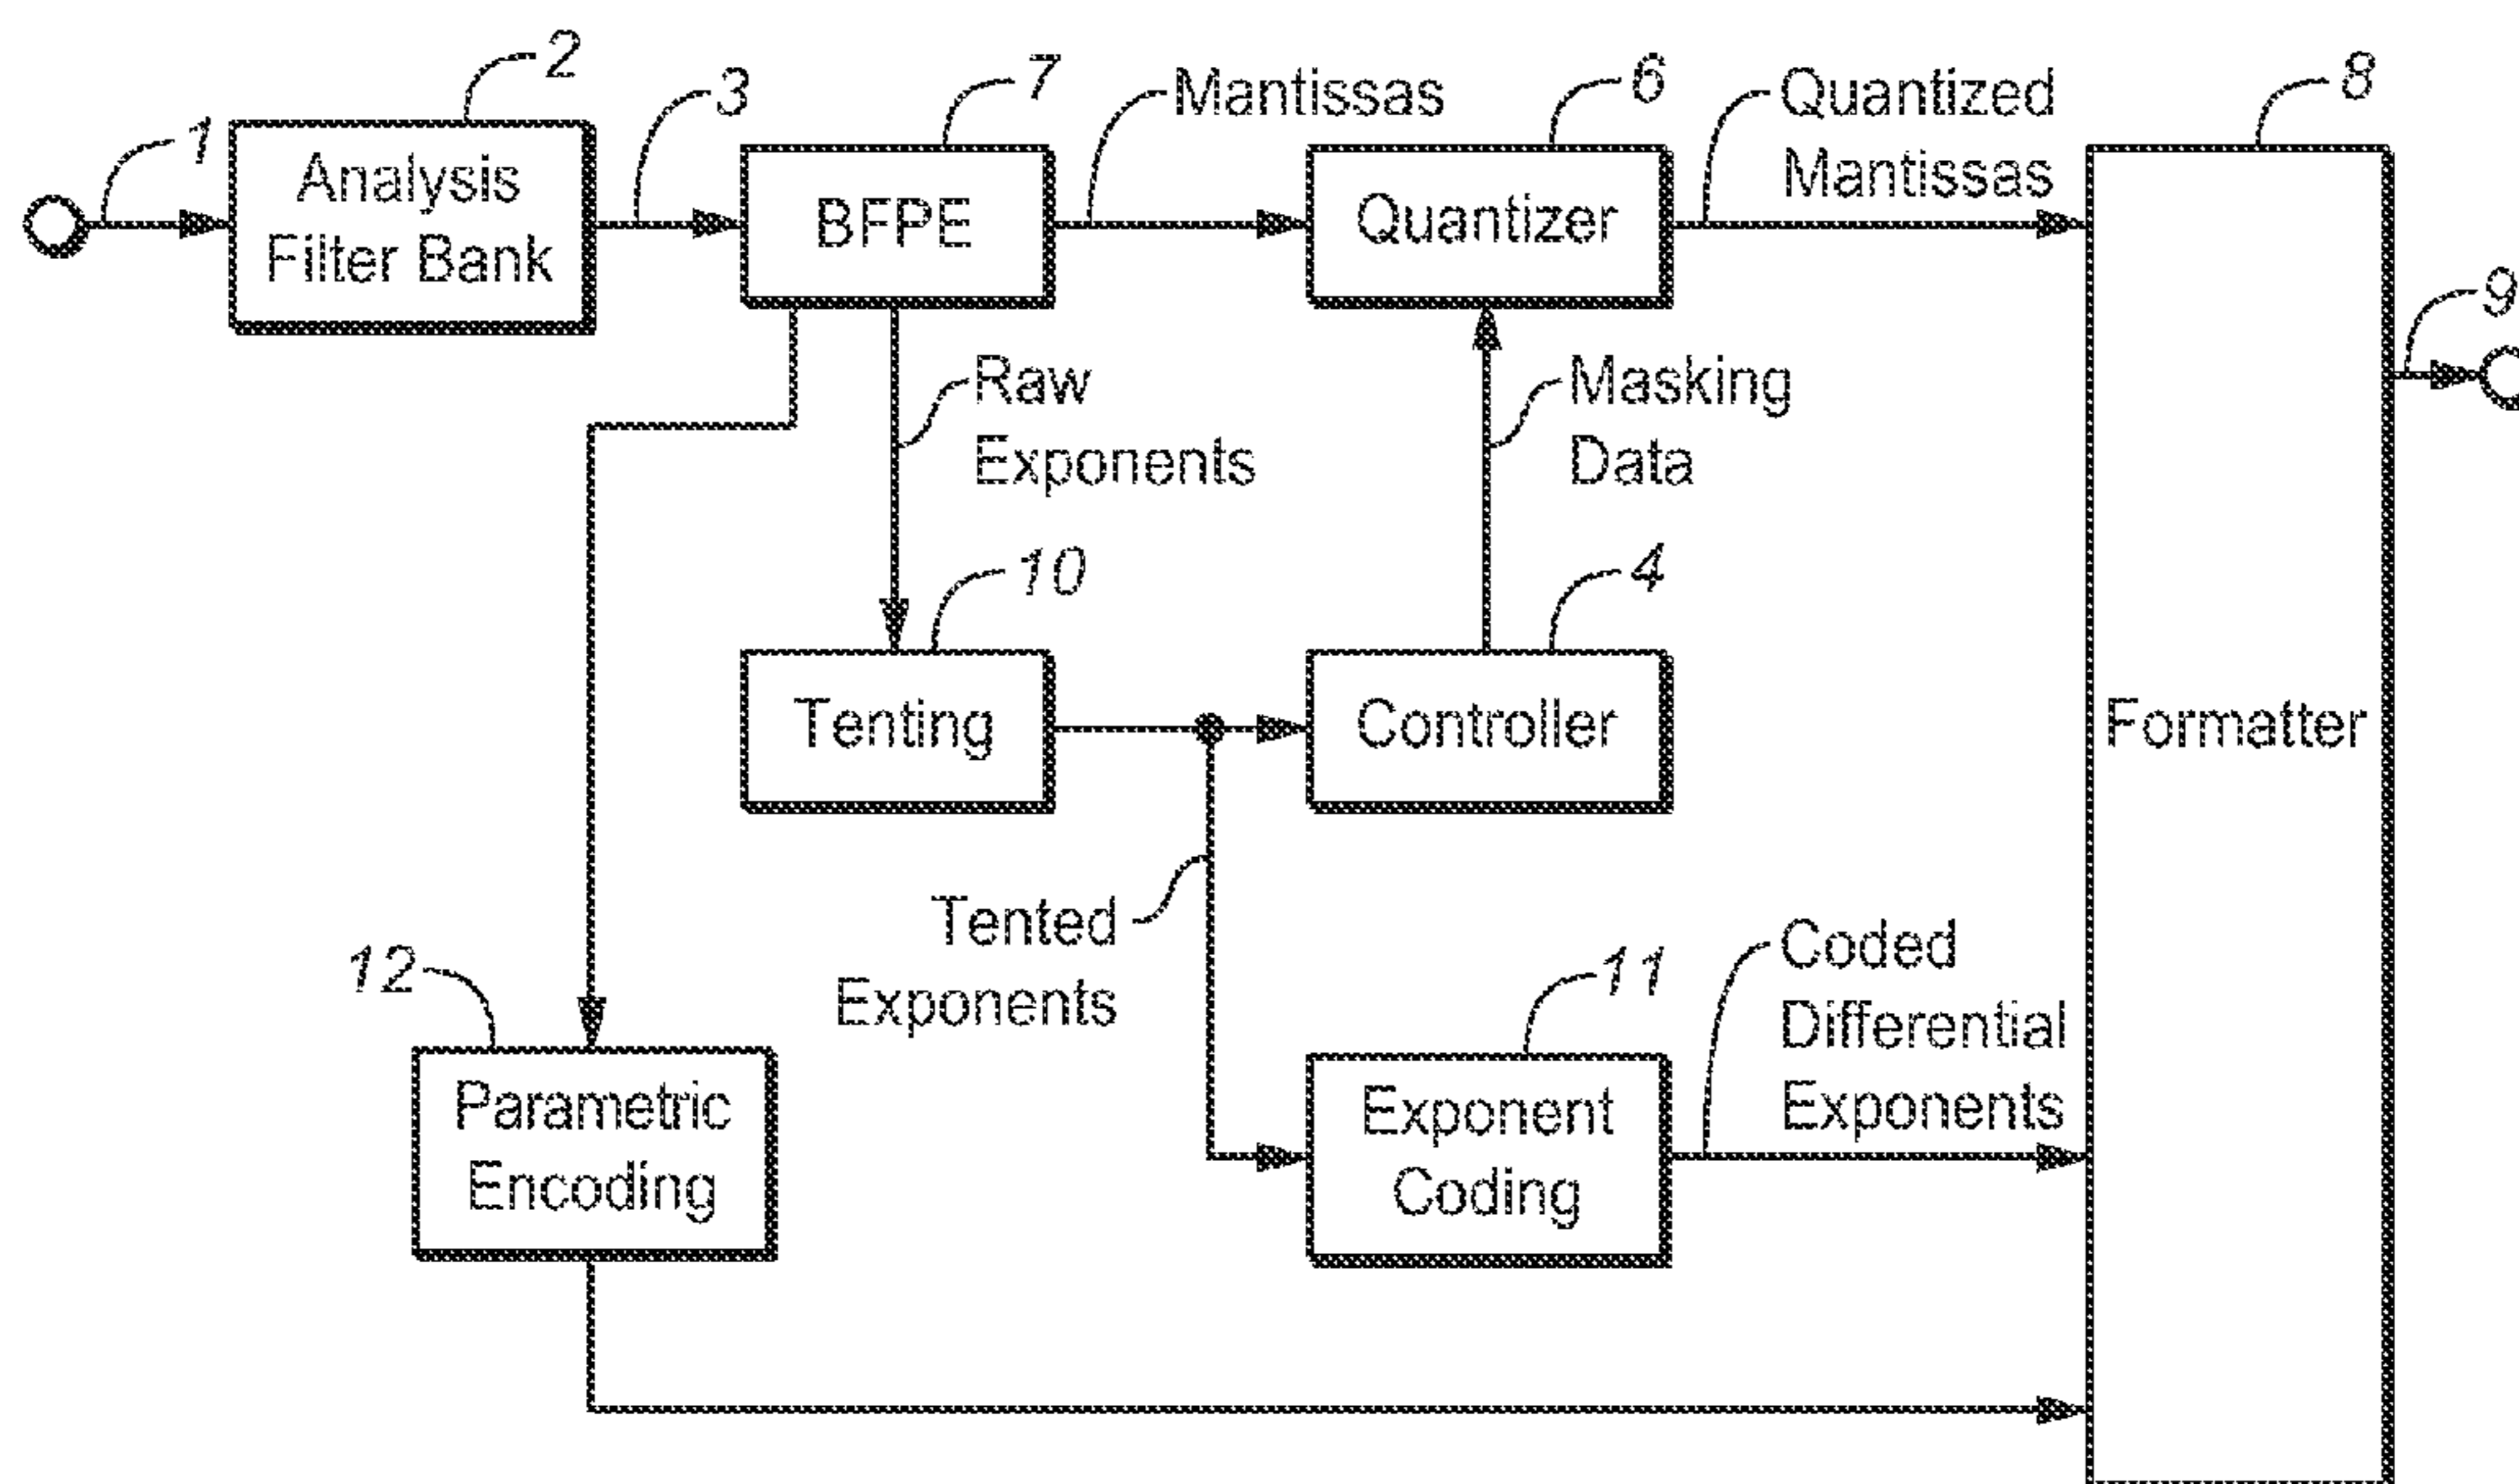 1
2
Analysis
Filter Bank
3
7
BFPE
Mantissas
6
Quantizer
Quantized
Mantissas
8
Formatter
9
Raw
Exponents
Masking
Data
10
Tenting
4
Controller
Tented
Exponents
12
Parametric
Encoding
11
Exponent
Coding
Coded
Differential
Exponents